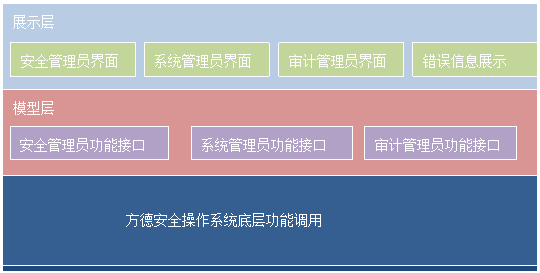 展示层
安全管理员界面
系统管理员界面
审计管理员界面
错误信息展示
模型层
安全管理员功能接口
系统管理员功能接口
审计管理员功能接口
方德安全操作系统底层功能调用